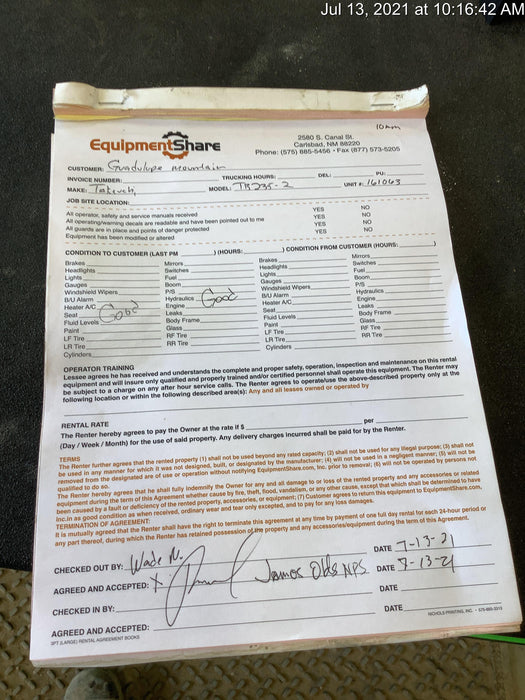 Jul 13, 2021 at 10:16:42 AM
10am
EquipmentShare
2580 S. Canal St.
Carlsbad, NM 88220
Phone: (575) 885-5456 • Fax (877) 573-5205
CUSTOMER: Guadulupe mountain
INVOICE NUMBER: TRUCKING HOURS: DEL: PU:
MAKE: Takeuchi MODEL: TB235-2 UNIT #: 161063
JOB SITE LOCATION:
All operator, safety and service manuals received YES NO
All operating/warning decals are readable and have been pointed out to me YES NO
All guards are in place and points of danger protected YES NO
Equipment has been modified or altered YES NO
CONDITION TO CUSTOMER (LAST PM ) (HOURS: ) CONDITION FROM CUSTOMER (HOURS: )
Brakes Mirrors Brakes Mirrors
Headlights Switches Headlights Switches
Lights Fuel Lights Fuel
Gauges Boom Gauges Boom
Windshield Wipers P/S Windshield Wipers P/S
B/U Alarm Hydraulics Good B/U Alarm Hydraulics
Heater A/C Good Engine Heater A/C Engine
Seat Leaks Seat Leaks
Fluid Levels Body Frame Fluid Levels Body Frame
Paint Glass Paint Glass
LF Tire RF Tire LF Tire RF Tire
LR Tire RR Tire LR Tire RR Tire
Cylinders Cylinders
OPERATOR TRAINING
Lessee agrees he has received and understands the complete and proper safety, operation, inspection and maintenance on this rental
equipment and will insure only qualified and properly trained and/or certified personnel shall operate this equipment. The Renter may
be subject to a charge on any after hour service calls. The Renter agrees to operate/use the above-described property only at the
following location or within the following described area(s): Any and all leases owned or operated by
RENTAL RATE
The Renter hereby agrees to pay the Owner at the rate if $ per
(Day / Week / Month) for the use of said property. Any delivery charges incurred shall be paid for by the Renter.
TERMS
The Renter further agrees that the rented property (1) shall not be used beyond any rated capacity; (2) shall not be used for any illegal purpose; (3) shall not
be used in any manner for which it was not designed, built, or designated by the manufacturer; (4) will not be used in a negligent manner; (5) will not be
removed from the designated are of use or operation without notifying EquipmentShare.com, Inc. prior to removal; (6) will not be operated by persons not
qualified to do so.
The Renter hereby agrees that he shall fully indemnify the Owner for any and all damage to or loss of the rented property and any accessories or related
equipment during the term of this Agreement whether cause by fire, theft, flood, vandalism, or any other cause, except that which shall be determined to have
been caused by a fault or deficiency of the rented property, accessories, or equipment; (7) Customer agrees to return this equipment to EquipmentShare.com,
Inc.in as good condition as when received, ordinary wear and tear only excepted, and to pay for any loss damages.
TERMINATION OF AGREEMENT:
It is mutually agreed that the Renter shall have the right to terminate this agreement at any time by payment of one full day rental for each 24-hour period or
any part thereof, during which the Renter has retained possession of the property and any accessories/equipment during the term of this Agreement.
CHECKED OUT BY: Wade N. DATE 7-13-21
AGREED AND ACCEPTED: X James Olds NPS DATE 7-13-21
CHECKED IN BY: DATE
AGREED AND ACCEPTED: DATE
3PT (LARGE) RENTAL AGREEMENT BOOKS NICHOLS PRINTING, INC. • 575-885-3313